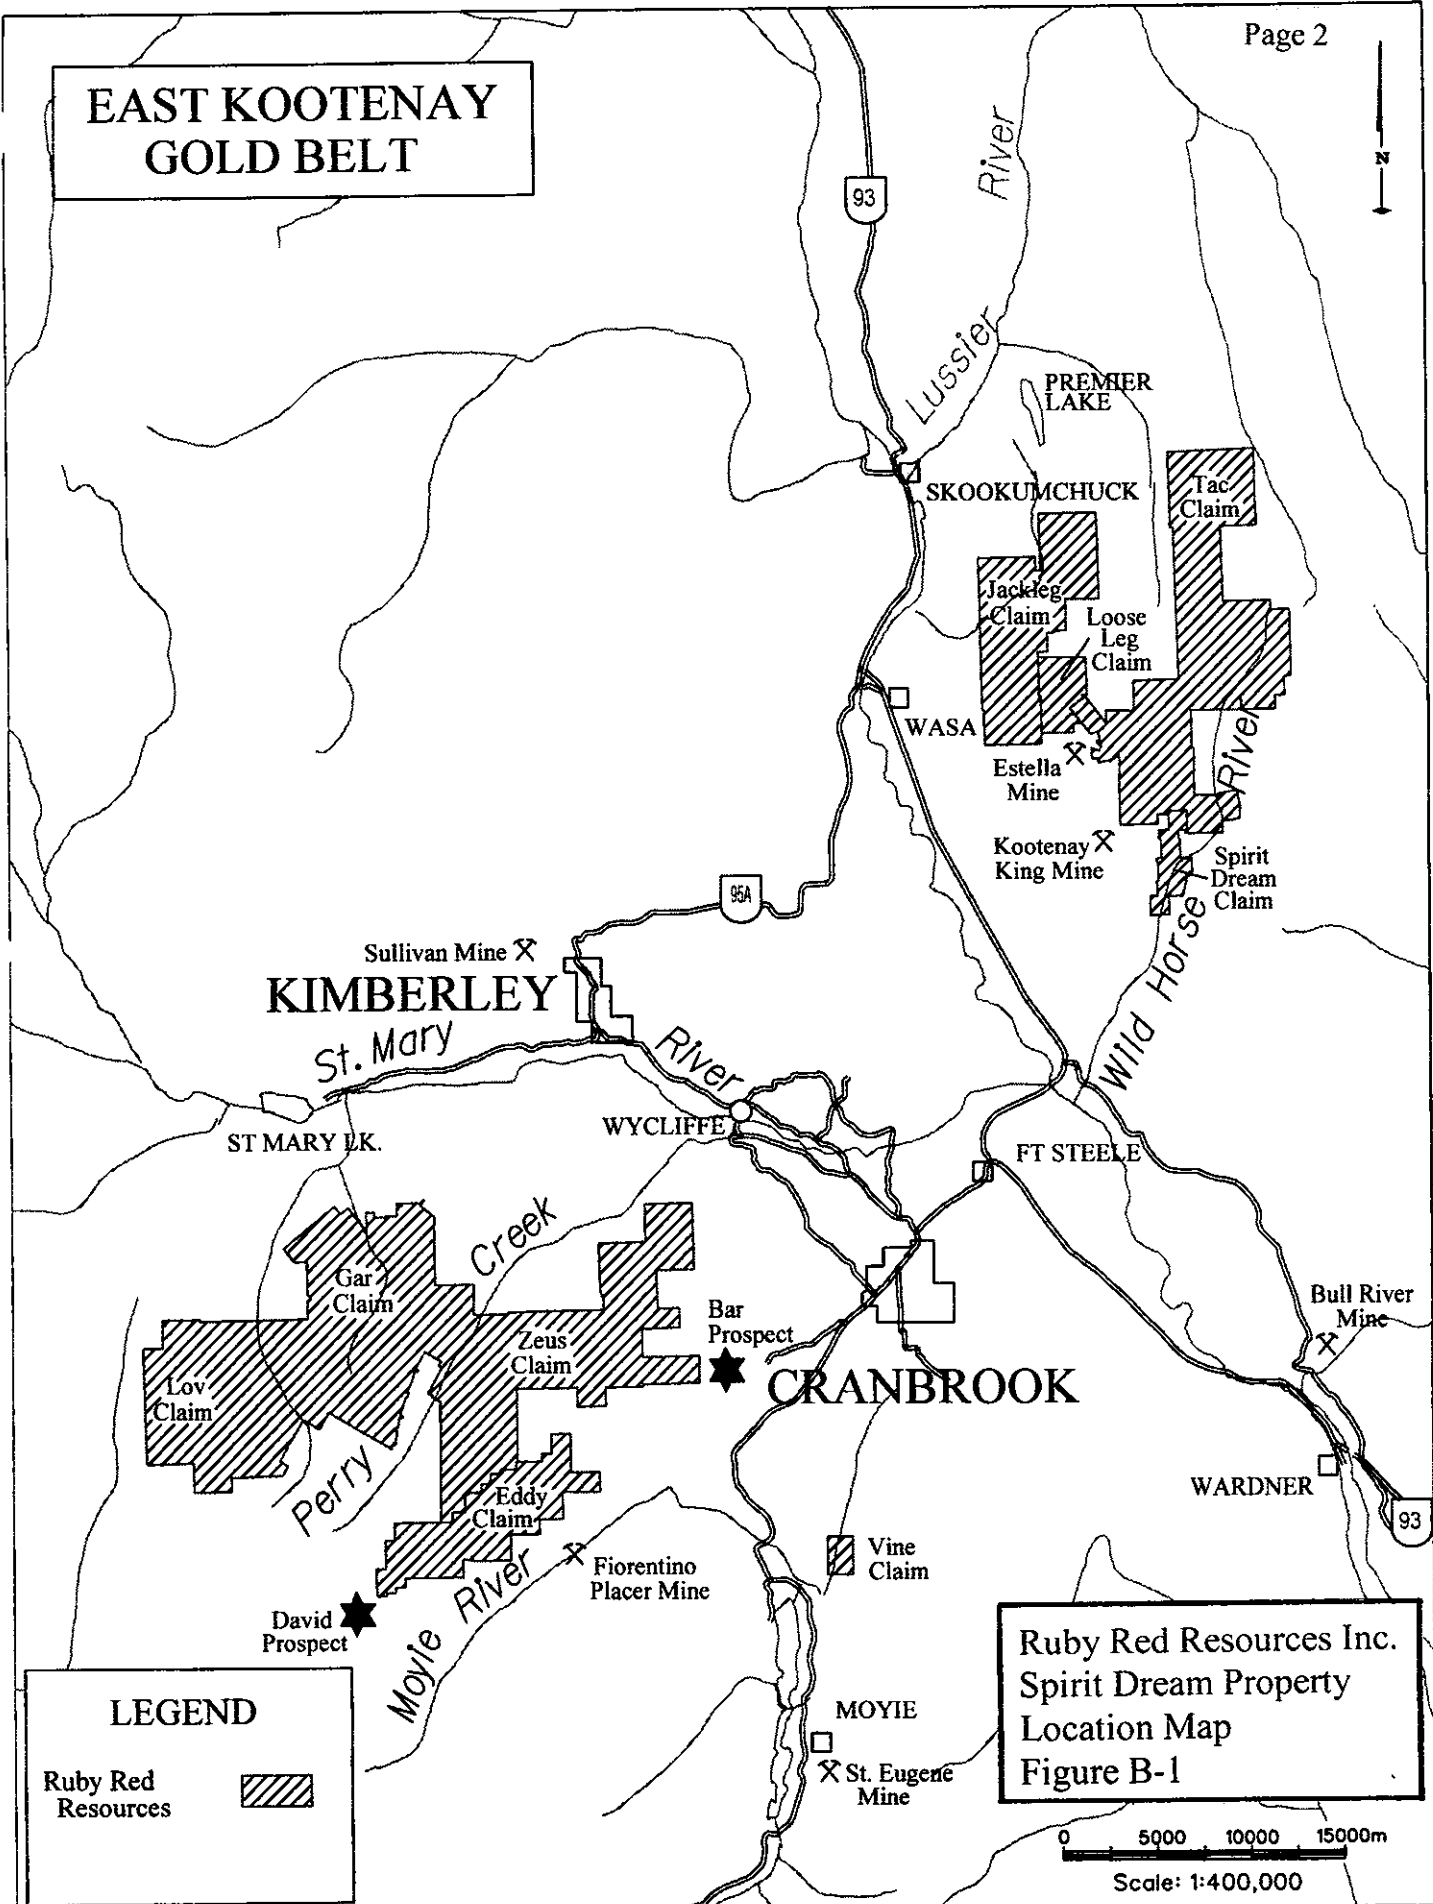 Page 2
EAST KOOTENAY
GOLD BELT
N
93
River
Lussier
PREMIER
LAKE
SKOOKUMCHUCK
Tac
Claim
Jackleg
Claim
Loose
Leg
Claim
WASA
River
Estella
Mine
Kootenay
King Mine
Spirit
Dream
Claim
95A
Wild Horse
Sullivan Mine
KIMBERLEY
St. Mary
River
WYCLIFFE
ST MARY LK.
FT STEELE
Creek
Gar
Claim
Zeus
Claim
Bar
Prospect
Bull River
Mine
Lov
Claim
CRANBROOK
Perry
Eddy
Claim
WARDNER
93
Vine
Claim
Fiorentino
Placer Mine
Moyie River
David
Prospect
MOYIE
St. Eugene
Mine
LEGEND
Ruby Red
Resources
Ruby Red Resources Inc.
Spirit Dream Property
Location Map
Figure B-1
0 5000 10000 15000m
Scale: 1:400,000